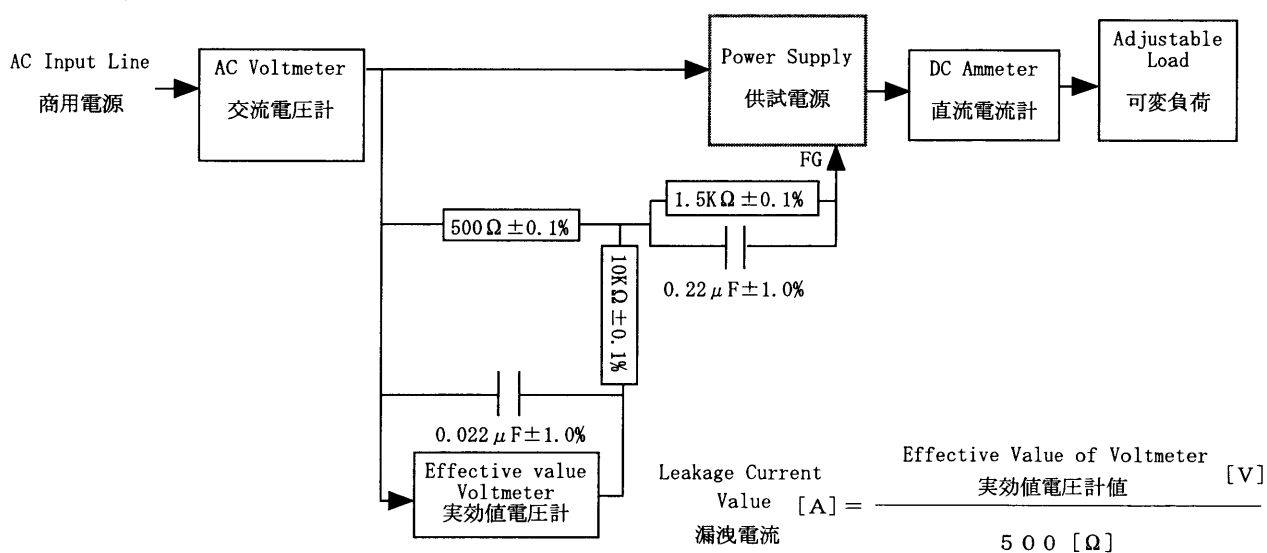 AC Input Line
商用電源
AC Voltmeter
交流電圧計
Power Supply
供試電源
DC Ammeter
直流電流計
Adjustable
Load
可変負荷
FG
1.5KΩ±0.1%
500Ω±0.1%
0.22μF±1.0%
10KΩ±0.1%
0.022μF±1.0%
Effective value
Voltmeter
実効値電圧計
Leakage Current
Value [A]=
漏洩電流
Effective Value of Voltmeter
実効値電圧計値 [V]
500[Ω]